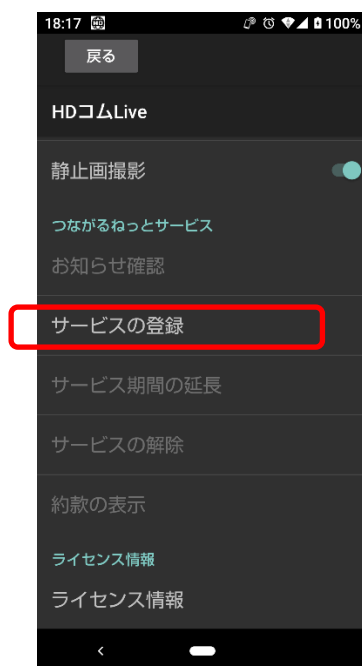 18:17 100%
戻る
HDコムLive
静止画撮影
つながるねっとサービス
お知らせ確認
サービスの登録
サービス期間の延長
サービスの解除
約款の表示
ライセンス情報
ライセンス情報